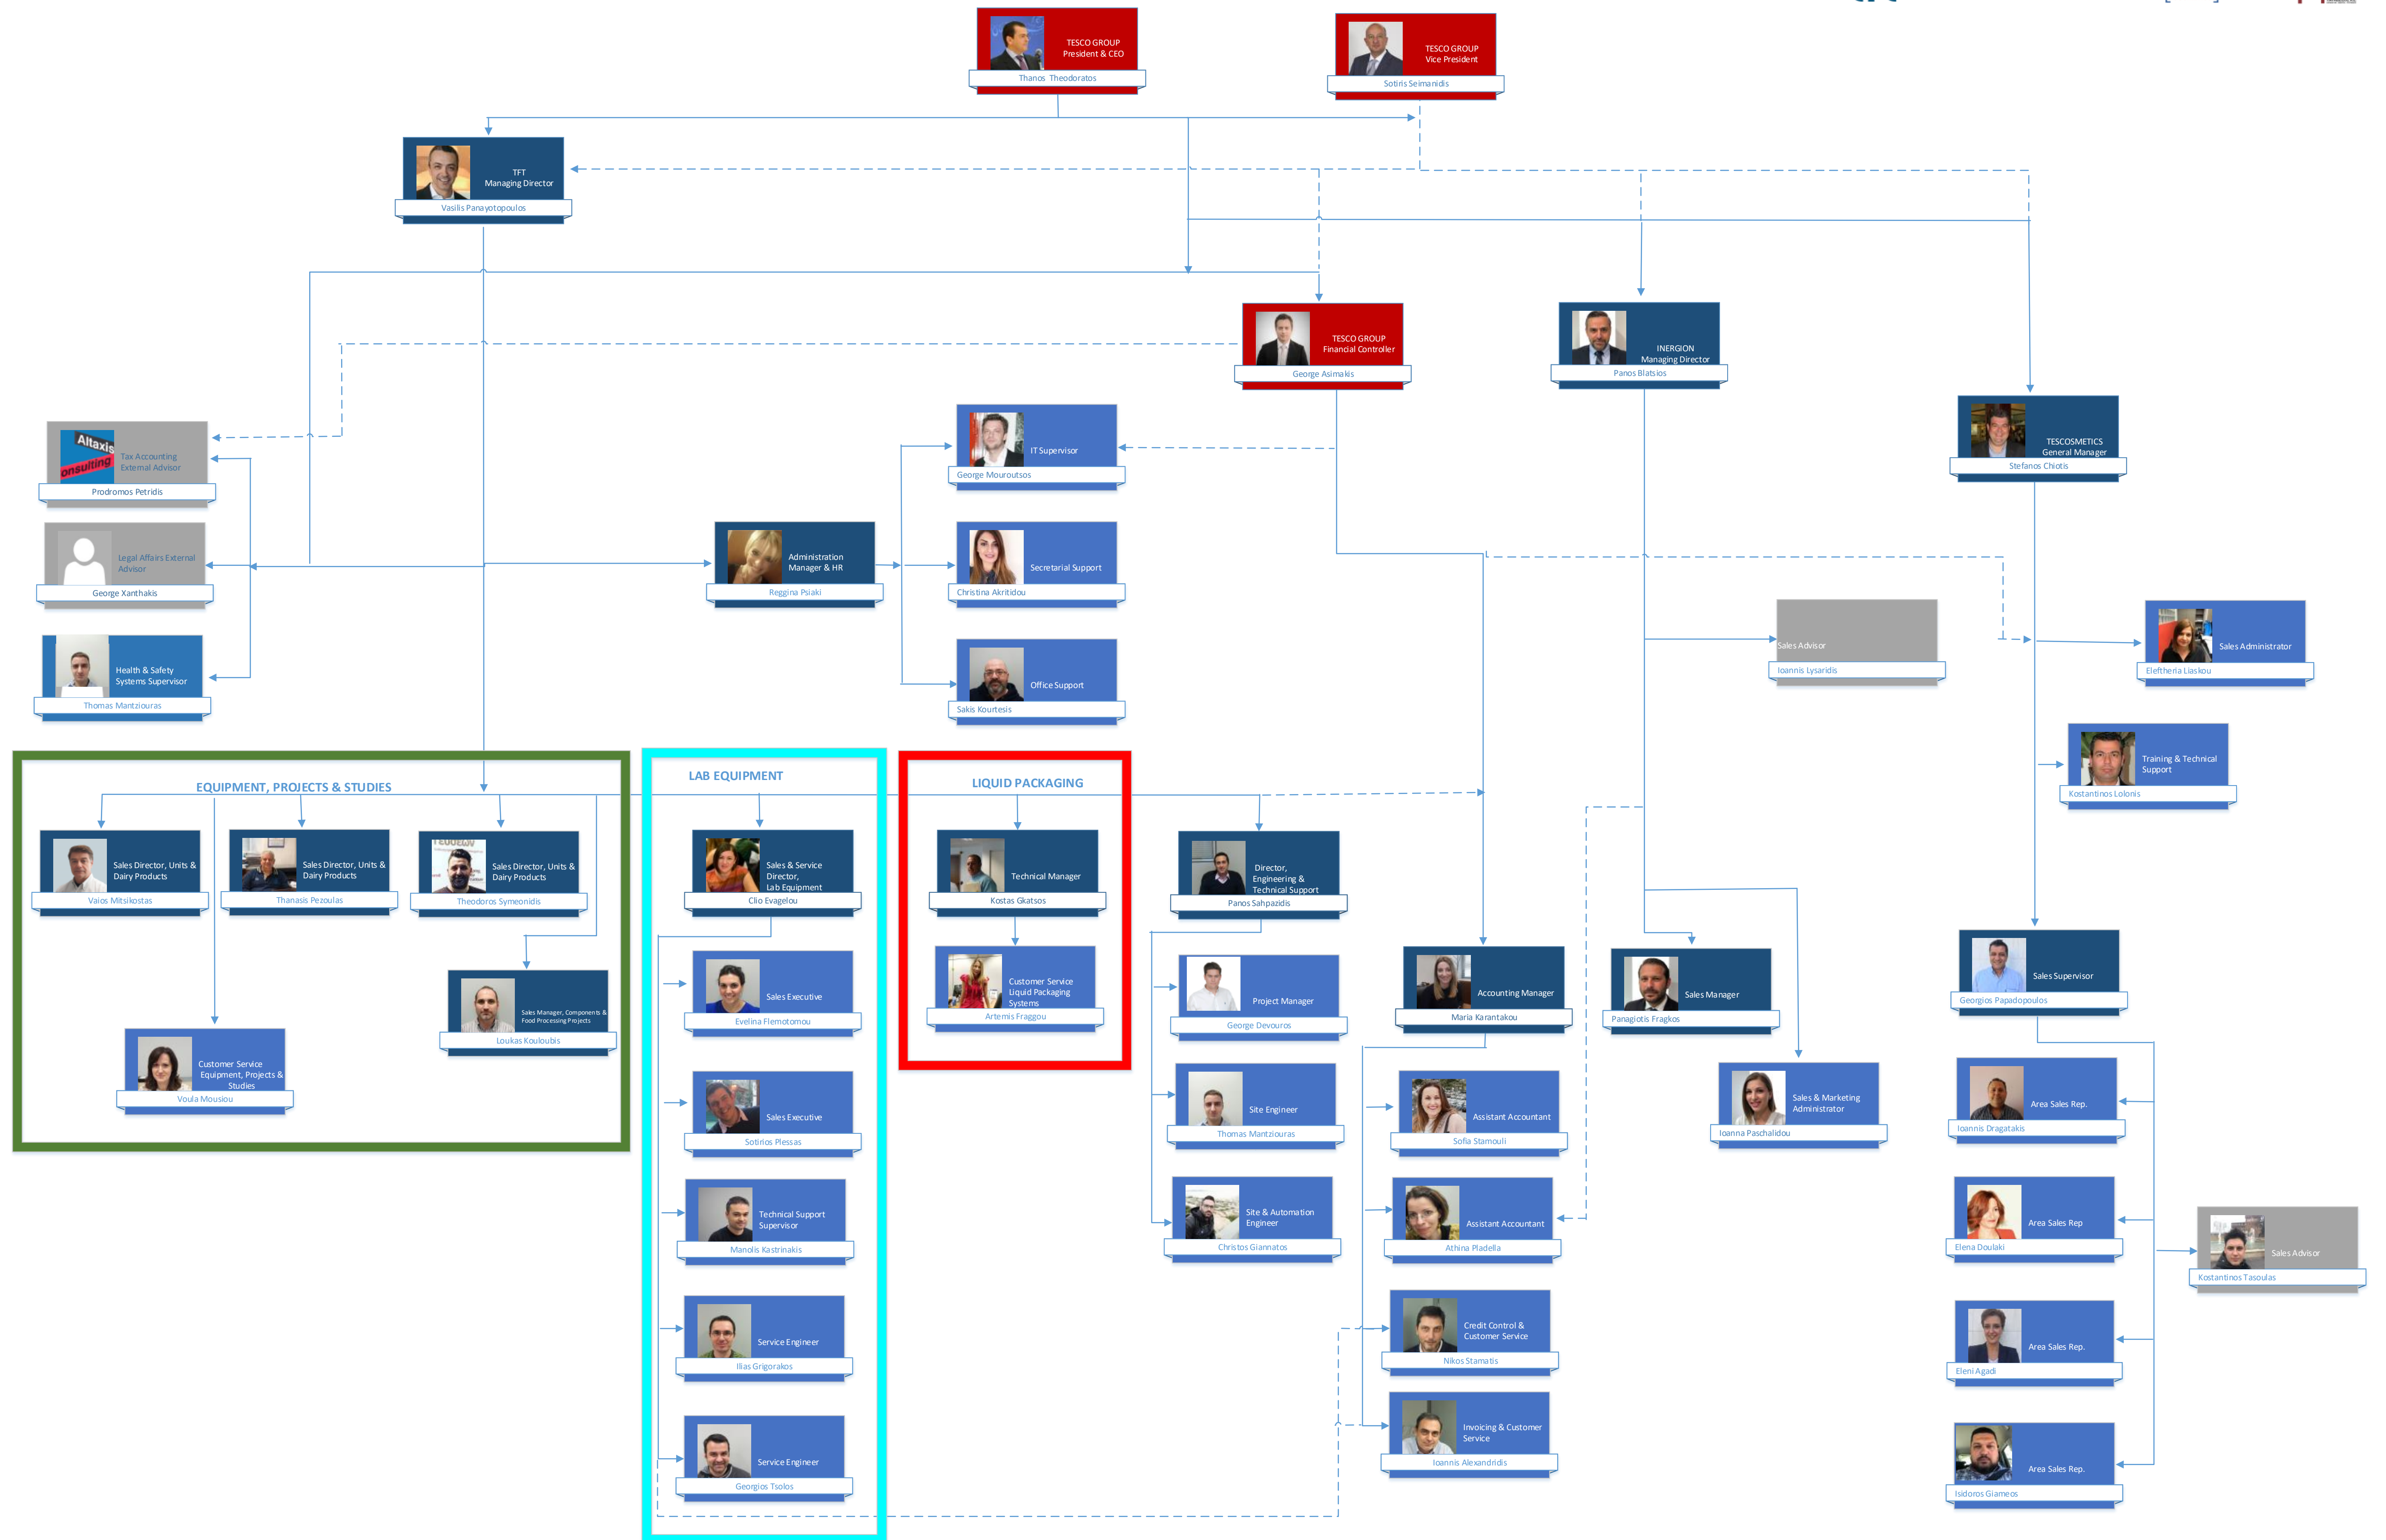 TESCO GROUP
President & CEO
Thanos Theodoratos
TESCO GROUP
Vice President
Sotiris Seimanidis
TFT
Managing Director
Vasilis Panayotopoulos
TESCO GROUP
Financial Controller
George Asimakis
INERGION
Managing Director
Panos Blatsios
TESCOSMETICS
General Manager
Stefanos Chiotis
Altaxis
onsulting
Tax Accounting
External Advisor
Prodromos Petridis
IT Supervisor
George Mouroutsos
Legal Affairs External
Advisor
George Xanthakis
Administration
Manager & HR
Reggina Psiaki
Secretarial Support
Christina Akritidou
Health & Safety
Systems Supervisor
Thomas Mantziouras
Office Support
Sakis Kourtesis
Sales Advisor
Ioannis Lysaridis
Sales Administrator
Eleftheria Liaskou
Training & Technical
Support
Kostantinos Lolonis
EQUIPMENT, PROJECTS & STUDIES
LAB EQUIPMENT
LIQUID PACKAGING
Sales Director, Units &
Dairy Products
Vaios Mitsikostas
Sales Director, Units &
Dairy Products
Thanasis Pezoulas
Sales Director, Units &
Dairy Products
Theodoros Symeonidis
Sales Manager, Components &
Food Processing Projects
Loukas Kouloubis
Customer Service
Equipment, Projects &
Studies
Voula Mousiou
Sales & Service
Director,
Lab Equipment
Clio Evagelou
Sales Executive
Evelina Flemotomou
Sales Executive
Sotirios Plessas
Technical Support
Supervisor
Manolis Kastrinakis
Service Engineer
Ilias Grigorakos
Service Engineer
Georgios Tsolos
Technical Manager
Kostas Gkatsos
Customer Service
Liquid Packaging
Systems
Artemis Fraggou
Director,
Engineering &
Technical Support
Panos Sahpazidis
Project Manager
George Devouros
Site Engineer
Thomas Mantziouras
Site & Automation
Engineer
Christos Giannatos
Accounting Manager
Maria Karantakou
Assistant Accountant
Sofia Stamouli
Assistant Accountant
Athina Pladella
Credit Control &
Customer Service
Nikos Stamatis
Invoicing & Customer
Service
Ioannis Alexandridis
Sales Manager
Panagiotis Fragkos
Sales & Marketing
Administrator
Ioanna Paschalidou
Sales Supervisor
Georgios Papadopoulos
Area Sales Rep.
Ioannis Dragatakis
Area Sales Rep
Elena Doulaki
Area Sales Rep.
Eleni Agadi
Area Sales Rep.
Isidoros Giameos
Sales Advisor
Kostantinos Tasoulas